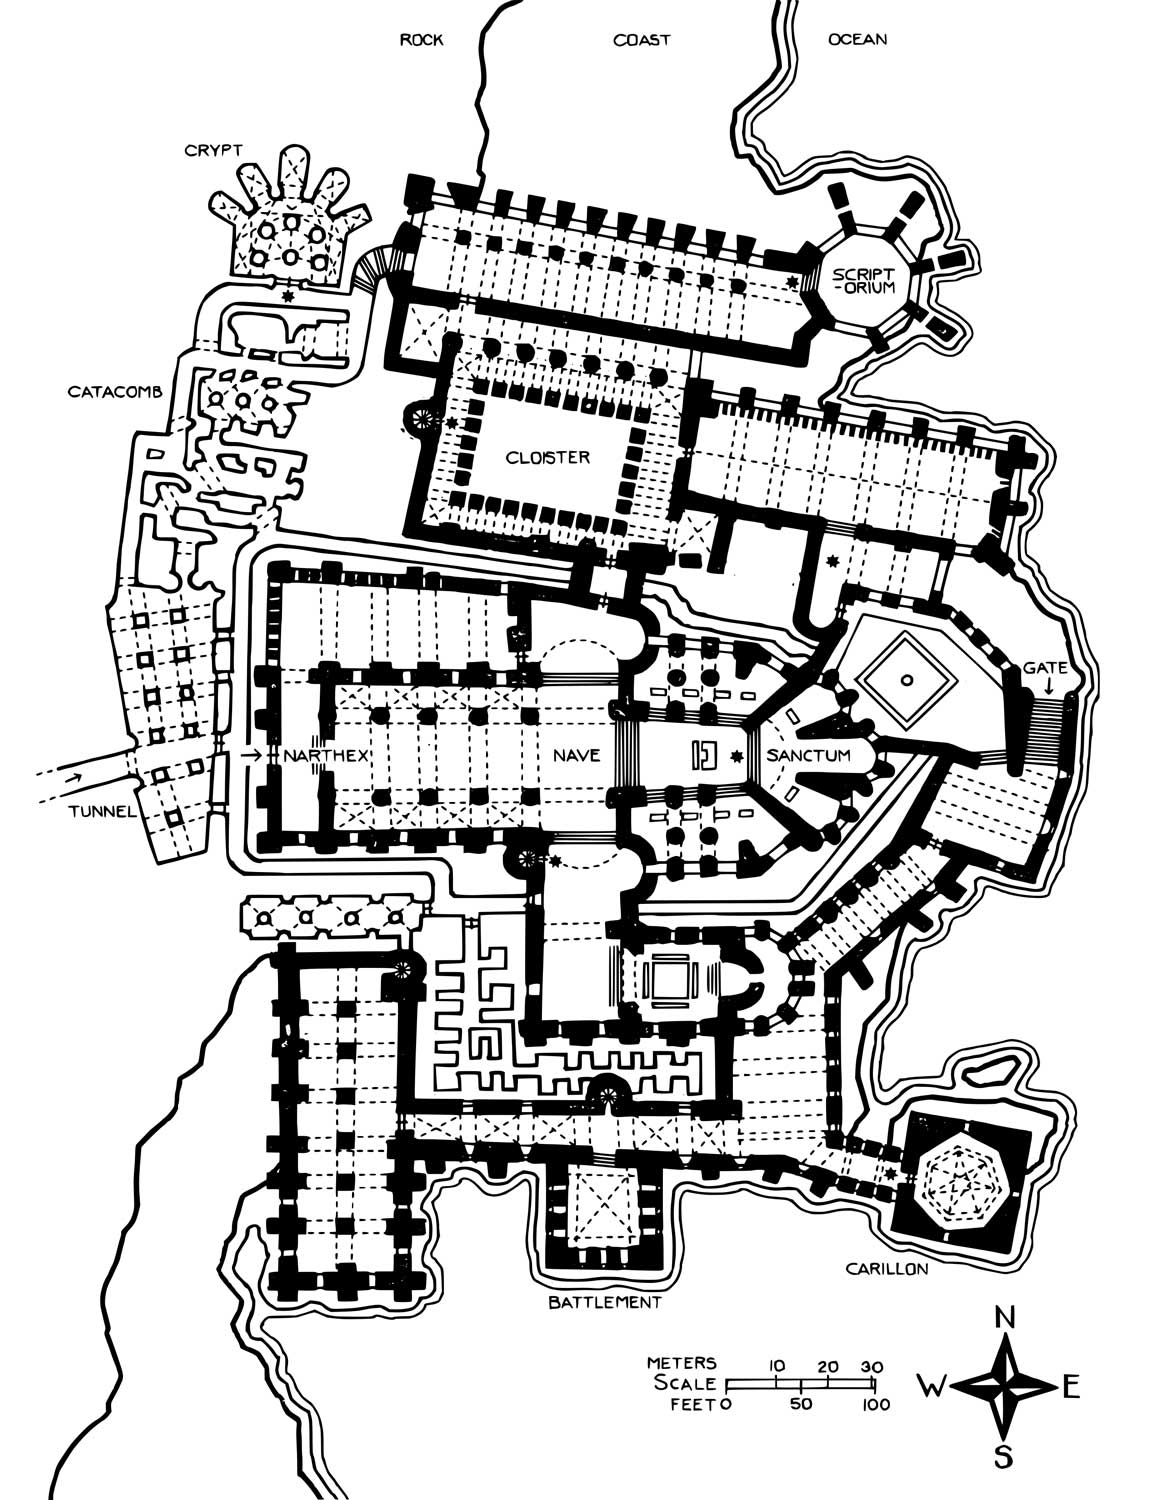 ROCK
COAST
OCEAN
CRYPT
SCRIPT
-ORIUM
CATACOMB
CLOISTER
GATE
NARTHEX
NAVE
SANCTUM
TUNNEL
CARILLON
BATTLEMENT
N
METERS 10 20 30
SCALE
FEET 0 50 100
W
E
S